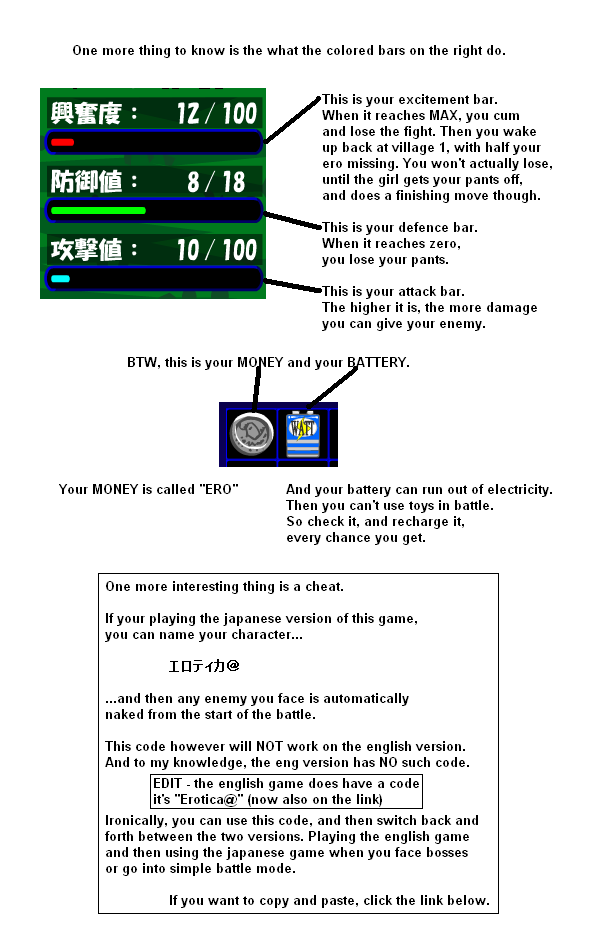 One more thing to know is the what the colored bars on the right do.
興奮度： 12 / 100
防御値： 8 / 18
攻撃値： 10 / 100
This is your excitement bar.
When it reaches MAX, you cum
and lose the fight. Then you wake
up back at village 1, with half your
ero missing. You won't actually lose,
until the girl gets your pants off,
and does a finishing move though.
This is your defence bar.
When it reaches zero,
you lose your pants.
This is your attack bar.
The higher it is, the more damage
you can give your enemy.
BTW, this is your MONEY and your BATTERY.
WATT
Your MONEY is called "ERO"
And your battery can run out of electricity.
Then you can't use toys in battle.
So check it, and recharge it,
every chance you get.
One more interesting thing is a cheat.
If your playing the japanese version of this game,
you can name your character...
エロティカ@
...and then any enemy you face is automatically
naked from the start of the battle.
This code however will NOT work on the english version.
And to my knowledge, the eng version has NO such code.
EDIT - the english game does have a code
it's "Erotica@" (now also on the link)
Ironically, you can use this code, and then switch back and
forth between the two versions. Playing the english game
and then using the japanese game when you face bosses
or go into simple battle mode.
If you want to copy and paste, click the link below.